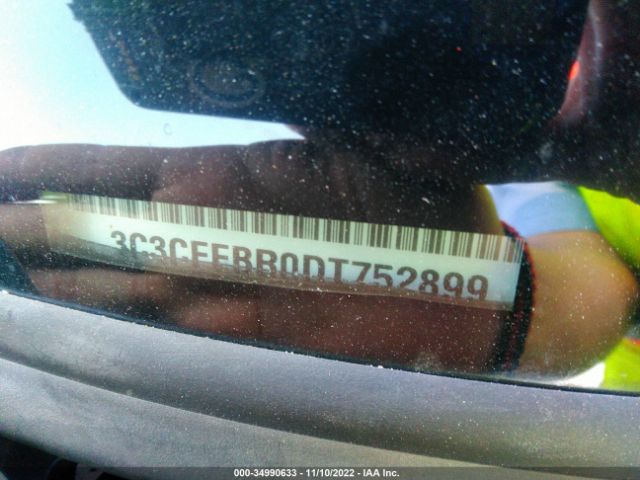 3C3CFFBR0DT752899
000-34990633 - 11/10/2022 - IAA Inc.